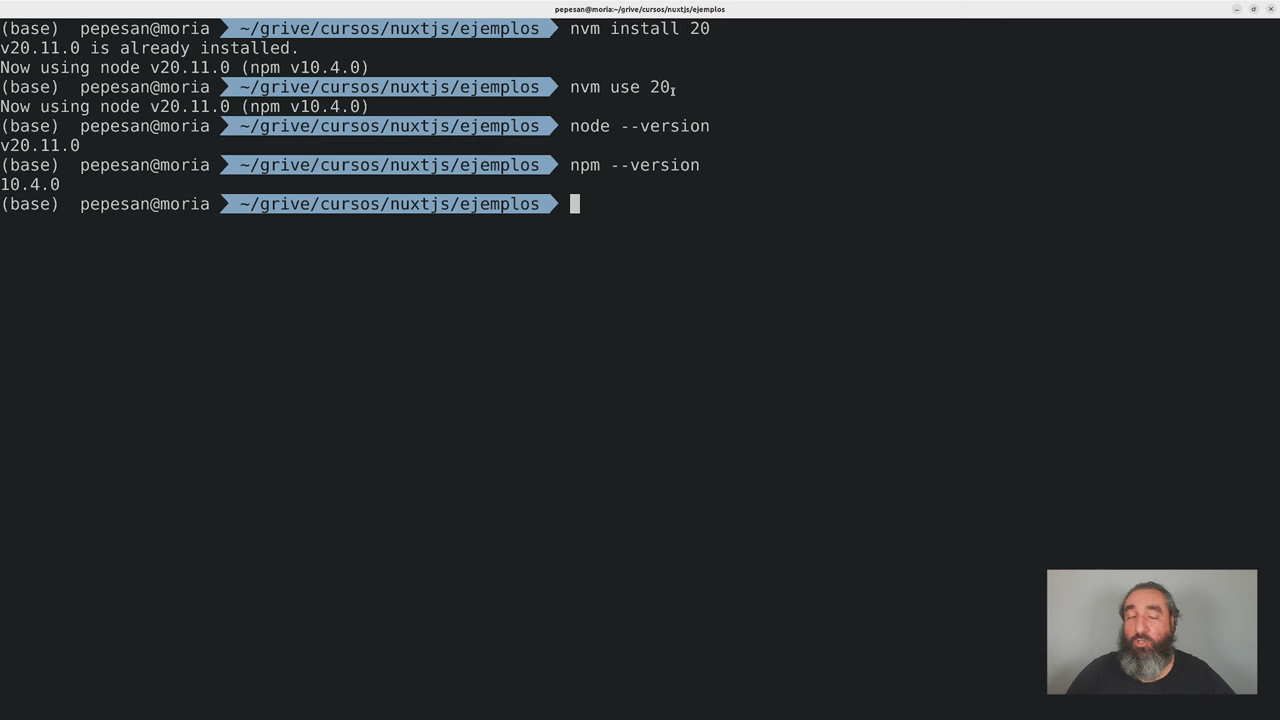 pepesan@moria:~/grive/cursos/nuxtjs/ejemplos
(base) pepesan@moria ~/grive/cursos/nuxtjs/ejemplos nvm install 20
v20.11.0 is already installed.
Now using node v20.11.0 (npm v10.4.0)
(base) pepesan@moria ~/grive/cursos/nuxtjs/ejemplos nvm use 20
Now using node v20.11.0 (npm v10.4.0)
(base) pepesan@moria ~/grive/cursos/nuxtjs/ejemplos node --version
v20.11.0
(base) pepesan@moria ~/grive/cursos/nuxtjs/ejemplos npm --version
10.4.0
(base) pepesan@moria ~/grive/cursos/nuxtjs/ejemplos